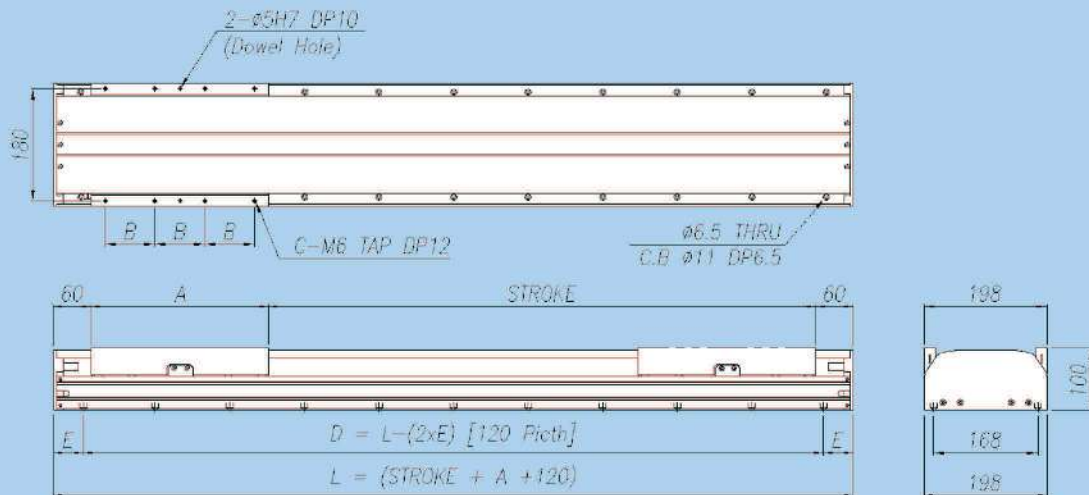 2-ø5H7 DP10
(Dowel Hole)
180
B B B
C-M6 TAP DP12
ø6.5 THRU
C.B ø11 DP6.5
60 A STROKE 60 198
100
E D = L-(2xE) [120 Picth] E 168
L = (STROKE + A +120) 198